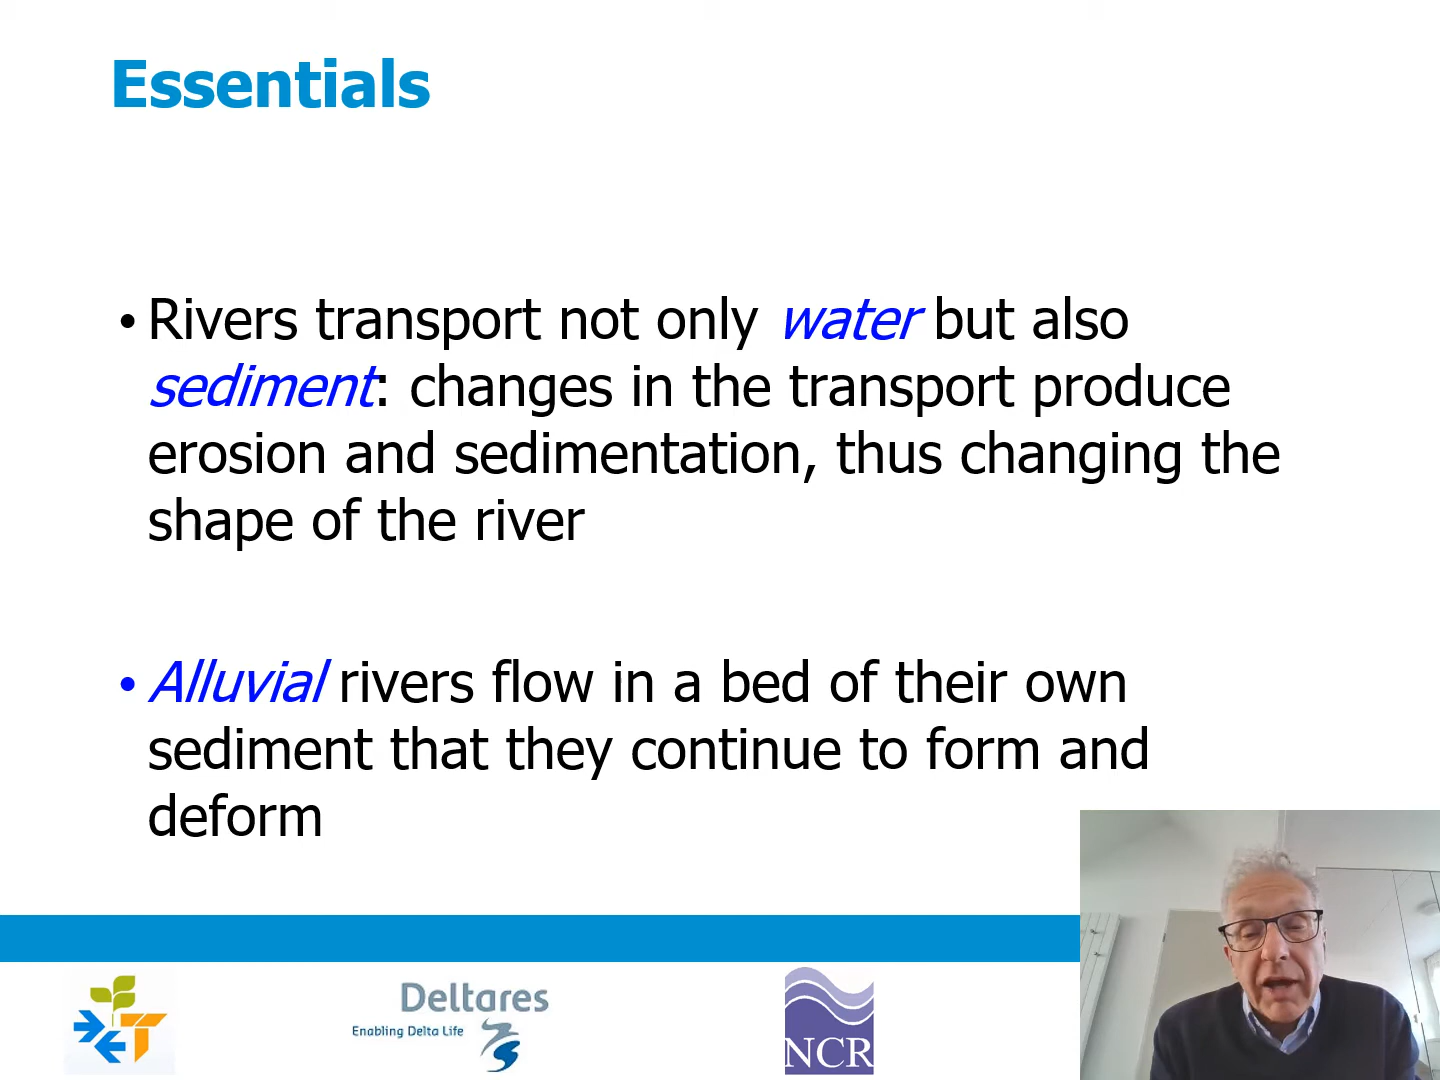 Essentials
• Rivers transport not only water but also
sediment: changes in the transport produce
erosion and sedimentation, thus changing the
shape of the river
• Alluvial rivers flow in a bed of their own
sediment that they continue to form and
deform
Deltares
Enabling Delta Life
NCR